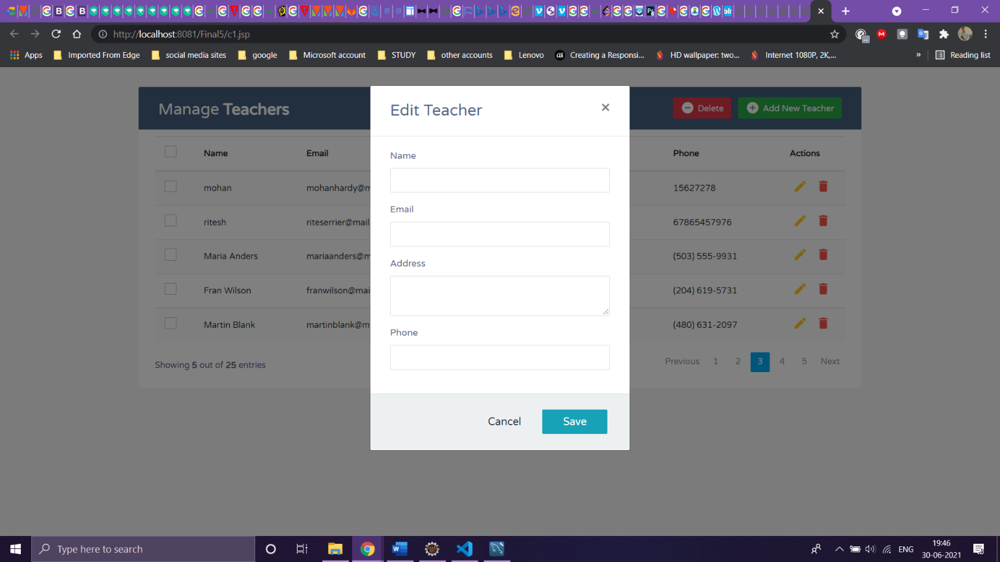 http://localhost:8081/Final5/c1.jsp
Apps
Imported From Edge
social media sites
google
Microsoft account
STUDY
other accounts
Lenovo
Creating a Responsi...
HD wallpaper: two...
Internet 1080P, 2K,...
»
Reading list
Manage Teachers
Delete
Add New Teacher
Name Email Phone Actions
mohan mohanhardy@m 15627278
ritesh riteserrier@mail 67865457976
Maria Anders mariaanders@m (503) 555-9931
Fran Wilson franwilson@mai (204) 619-5731
Martin Blank martinblank@m (480) 631-2097
Showing 5 out of 25 entries
Previous 1 2 3 4 5 Next
Edit Teacher
×
Name
Email
Address
Phone
Cancel
Save
Type here to search
ENG
19:46
30-06-2021